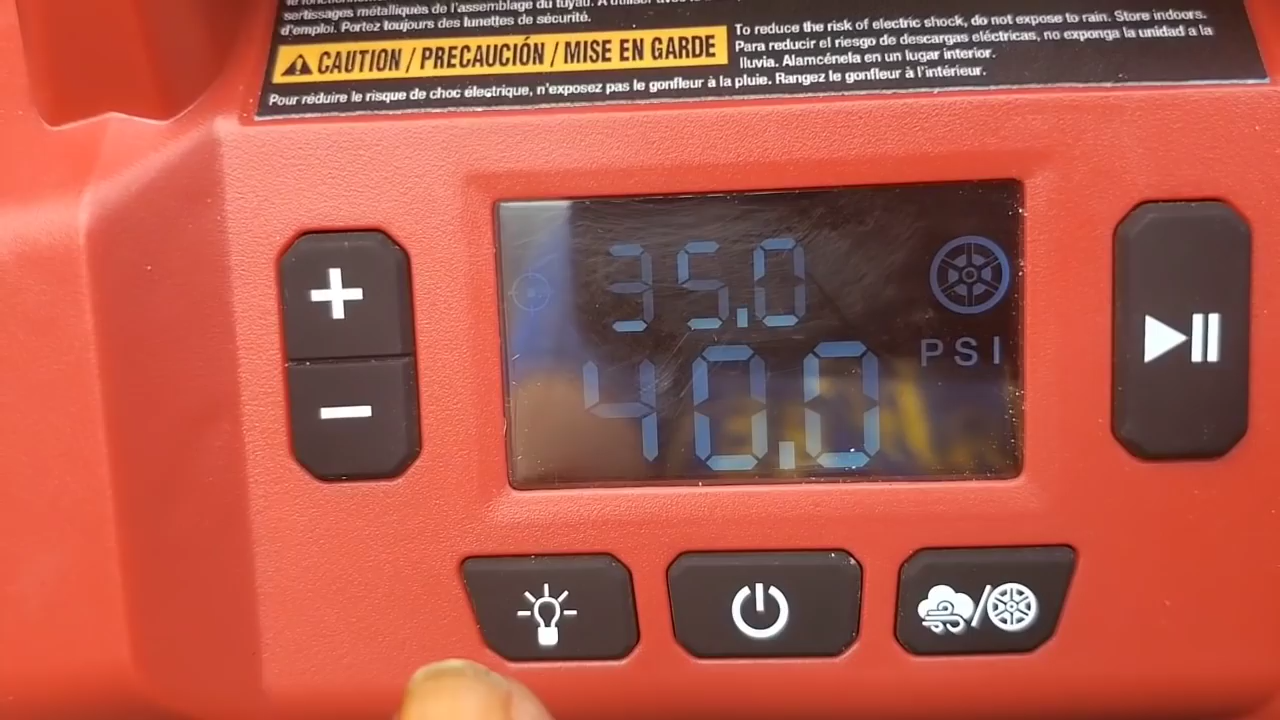 sertissages métalliques de l'assemblage du tuyau. A utiliser
d'emploi. Portez toujours des lunettes de sécurité.
CAUTION / PRECAUCIÓN / MISE EN GARDE
To reduce the risk of electric shock, do not expose to rain. Store indoors.
Para reducir el riesgo de descargas eléctricas, no exponga la unidad a la
lluvia. Alamcénela en un lugar interior.
Pour réduire le risque de choc électrique, n'exposez pas le gonfleur à la pluie. Rangez le gonfleur à l'intérieur.
35.0
PSI
40.0